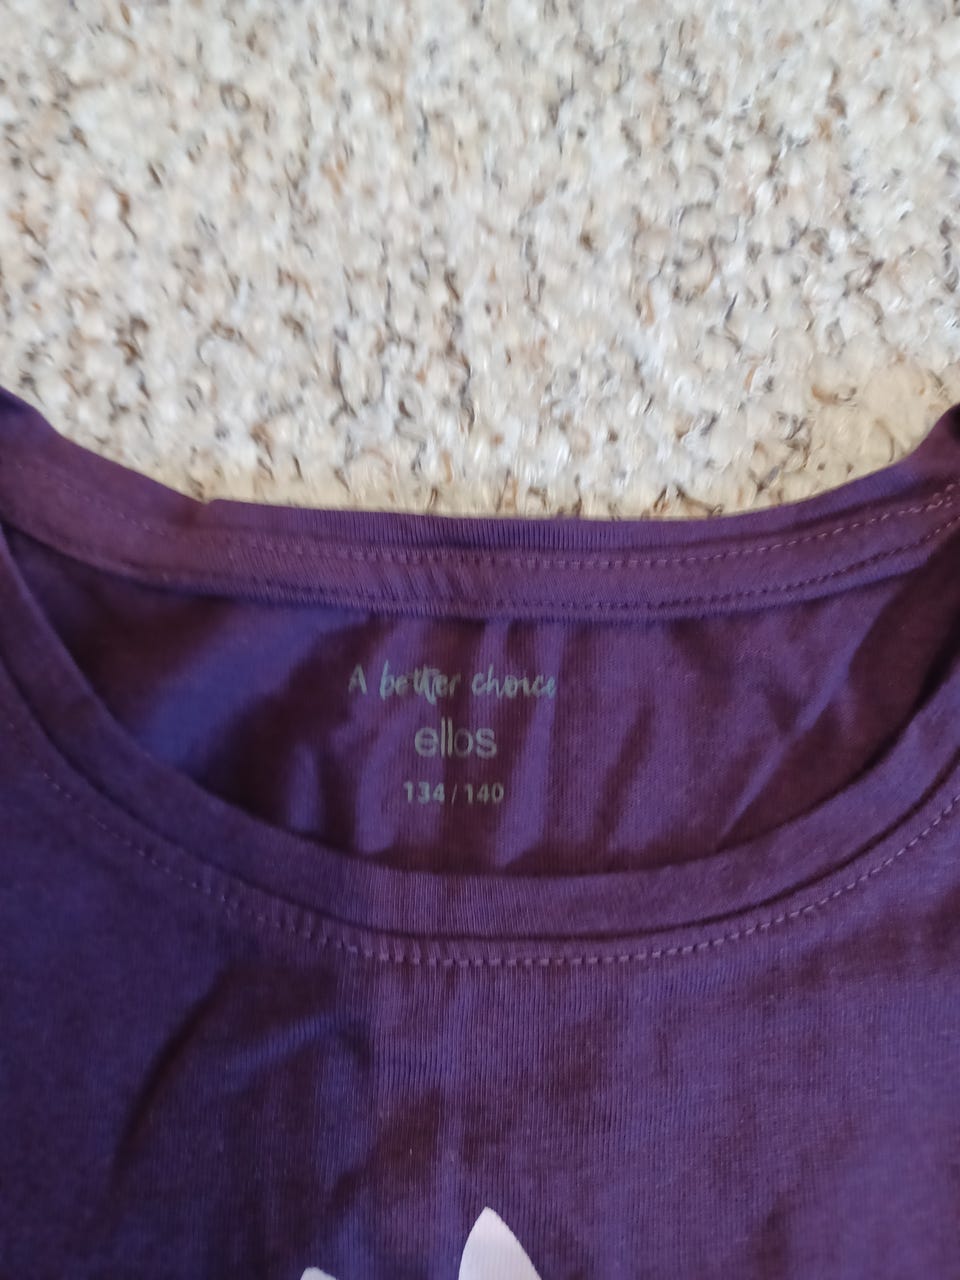 A better choice
ellos
134/140